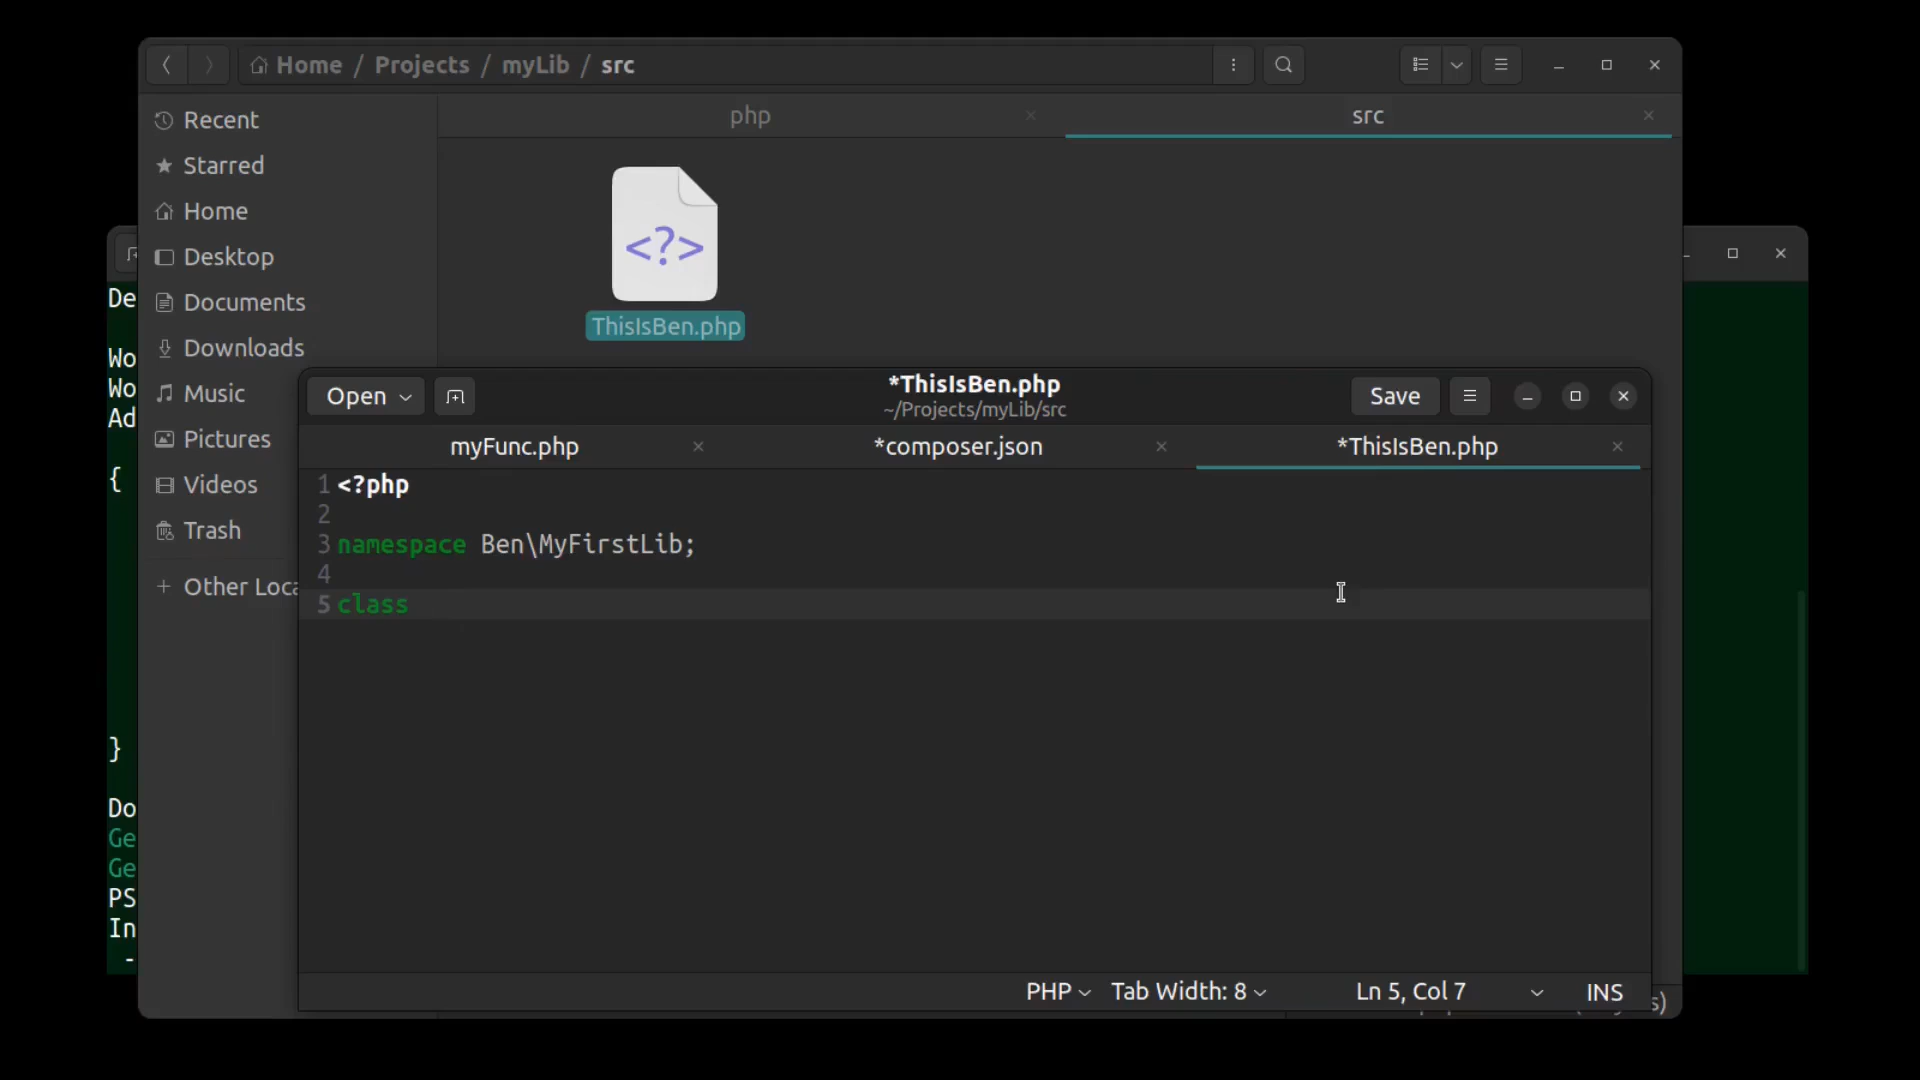 Home / Projects / myLib / src
Recent
Starred
Home
Desktop
Documents
Downloads
Music
Pictures
Videos
Trash
+ Other Loca
php
src
<?>
ThisIsBen.php
De
Wo
Wo
Ad
{
}
Do
Ge
Ge
PS
In
-
Open
*ThisIsBen.php
~/Projects/myLib/src
Save
myFunc.php
*composer.json
*ThisIsBen.php
1 <?php
2
3 namespace Ben\MyFirstLib;
4
5 class
PHP
Tab Width: 8
Ln 5, Col 7
INS